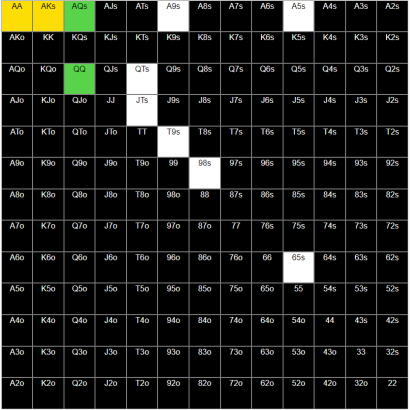 AA AKs AQs AJs ATs A9s A8s A7s A6s A5s A4s A3s A2s
AKo KK KQs KJs KTs K9s K8s K7s K6s K5s K4s K3s K2s
AQo KQo QQ QJs QTs Q9s Q8s Q7s Q6s Q5s Q4s Q3s Q2s
AJo KJo QJo JJ JTs J9s J8s J7s J6s J5s J4s J3s J2s
ATo KTo QTo JTo TT T9s T8s T7s T6s T5s T4s T3s T2s
A9o K9o Q9o J9o T9o 99 98s 97s 96s 95s 94s 93s 92s
A8o K8o Q8o J8o T8o 98o 88 87s 86s 85s 84s 83s 82s
A7o K7o Q7o J7o T7o 97o 87o 77 76s 75s 74s 73s 72s
A6o K6o Q6o J6o T6o 96o 86o 76o 66 65s 64s 63s 62s
A5o K5o Q5o J5o T5o 95o 85o 75o 65o 55 54s 53s 52s
A4o K4o Q4o J4o T4o 94o 84o 74o 64o 54o 44 43s 42s
A3o K3o Q3o J3o T3o 93o 83o 73o 63o 53o 43o 33 32s
A2o K2o Q2o J2o T2o 92o 82o 72o 62o 52o 42o 32o 22